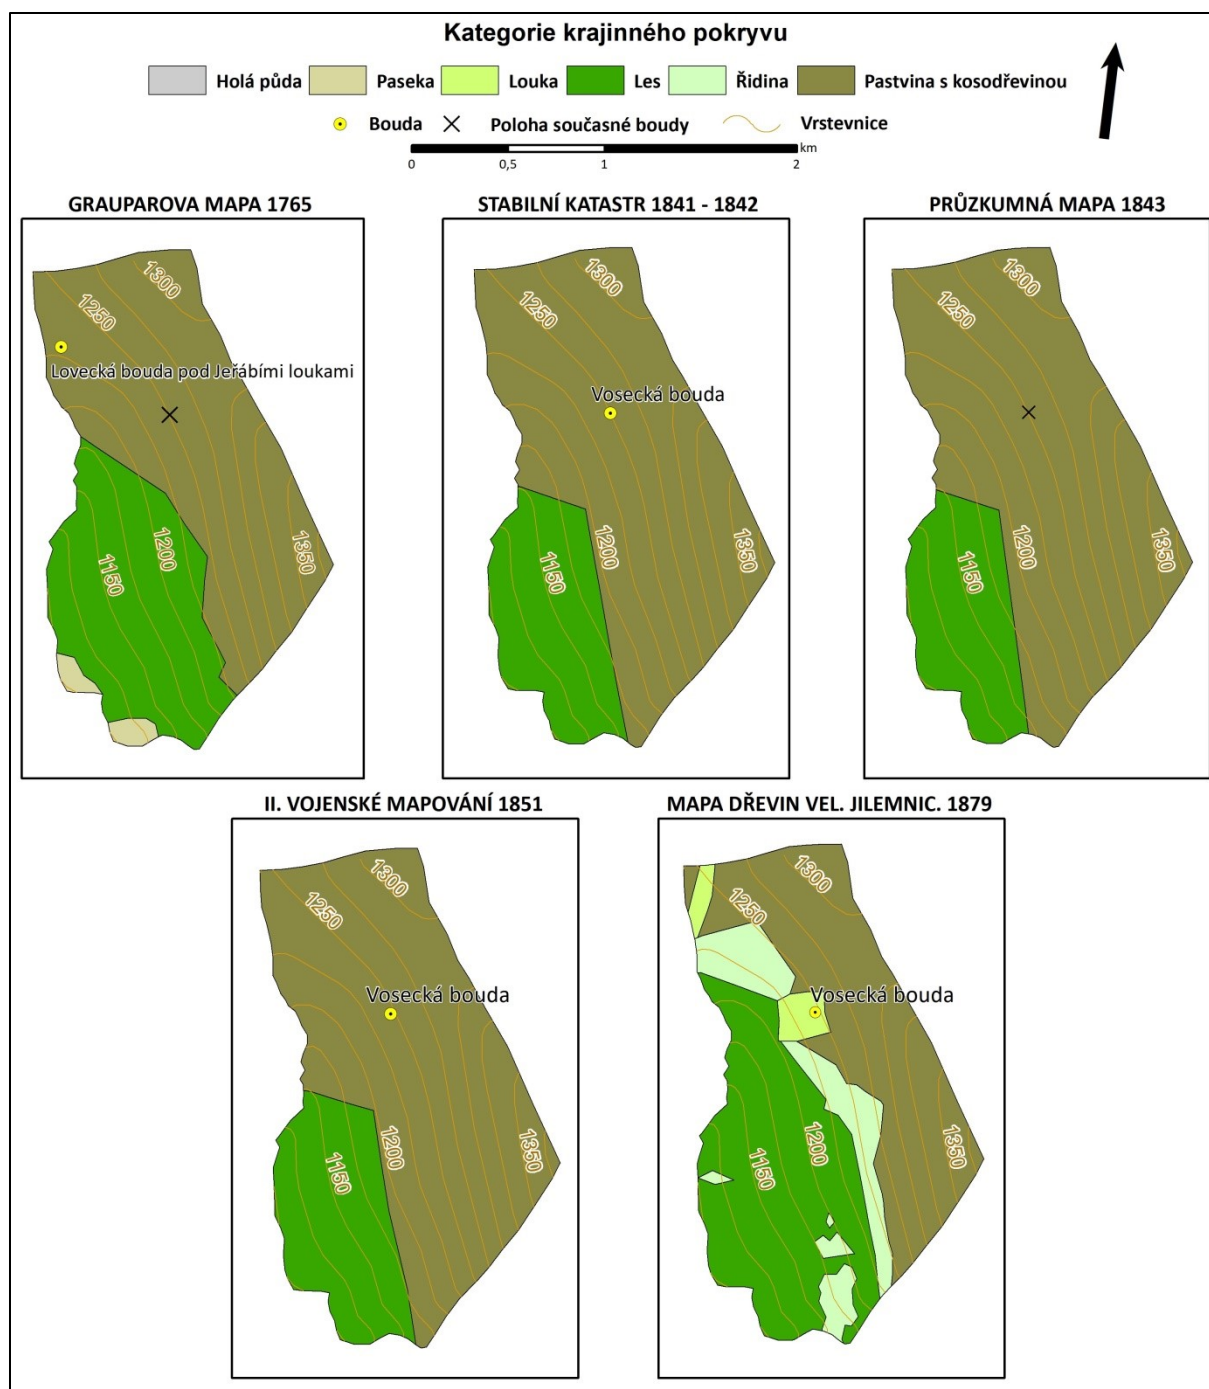 Kategorie krajinného pokryvu
Holá půda Paseka Louka Les Řidina Pastvina s kosodřevinou
Bouda Poloha současné boudy Vrstevnice
km
0 0,5 1 2
GRAUPAROVA MAPA 1765
1300
1250
Lovecká bouda pod Jeřábími loukami
1200
1350
1150
STABILNÍ KATASTR 1841 - 1842
1300
1250
Vosecká bouda
1200
1350
1150
PRŮZKUMNÁ MAPA 1843
1300
1250
1200
1350
1150
II. VOJENSKÉ MAPOVÁNÍ 1851
1300
1250
Vosecká bouda
1200
1350
1150
MAPA DŘEVIN VEL. JILEMNIC. 1879
1300
1250
Vosecká bouda
1200
1350
1150